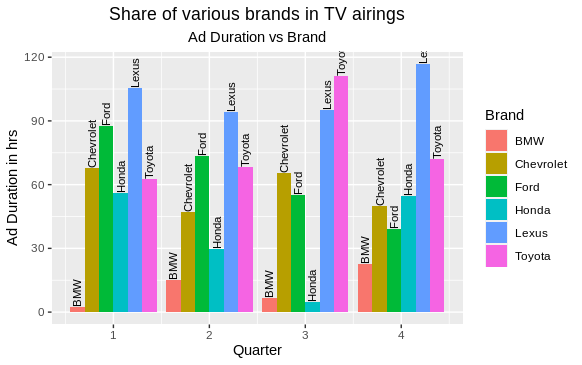 Share of various brands in TV airings
Ad Duration vs Brand
Ad Duration in hrs
120
90
60
30
0
BMW
Chevrolet
Ford
Honda
Lexus
Toyota
BMW
Chevrolet
Ford
Honda
Lexus
Toyota
BMW
Chevrolet
Ford
Honda
Lexus
Toyo
BMW
Chevrolet
Ford
Honda
Le
Toyota
1 2 3 4
Quarter
Brand
BMW
Chevrolet
Ford
Honda
Lexus
Toyota